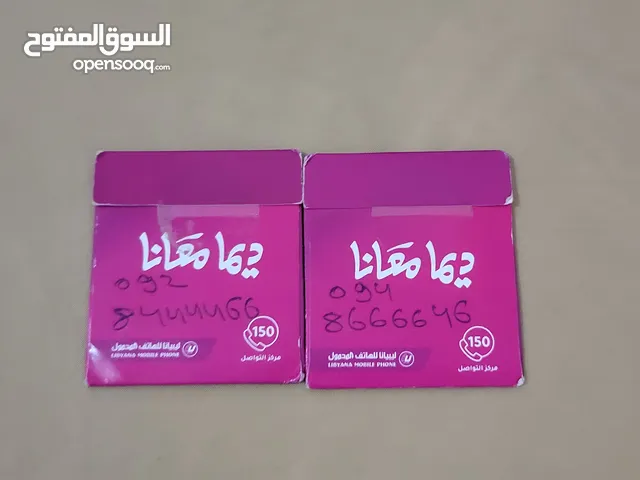 السوق المفتوح
opensooq.com
ديما معانا
092
8444466
150
مركز التواصل
ليبيانا للهاتف المحمول
LIBYANA MOBILE PHONE
ديما معانا
094
8666646
150
مركز التواصل
ليبيانا للهاتف المحمول
LIBYANA MOBILE PHONE